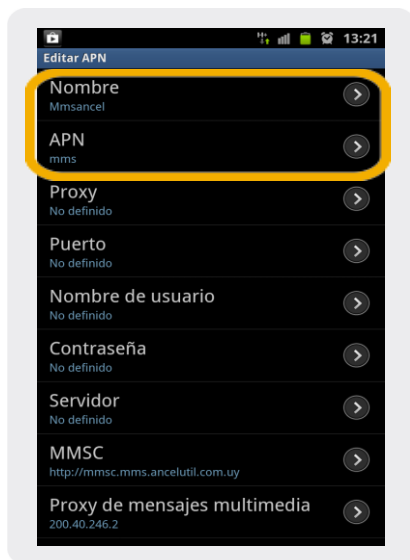 13:21
Editar APN
Nombre
Mmsancel
APN
mms
Proxy
No definido
Puerto
No definido
Nombre de usuario
No definido
Contraseña
No definido
Servidor
No definido
MMSC
http://mmsc.mms.ancelutil.com.uy
Proxy de mensajes multimedia
200.40.246.2